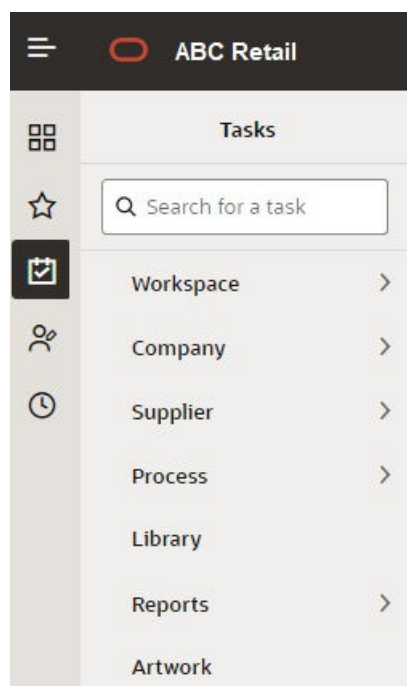 ABC Retail
Tasks
Search for a task
Workspace
Company
Supplier
Process
Library
Reports
Artwork